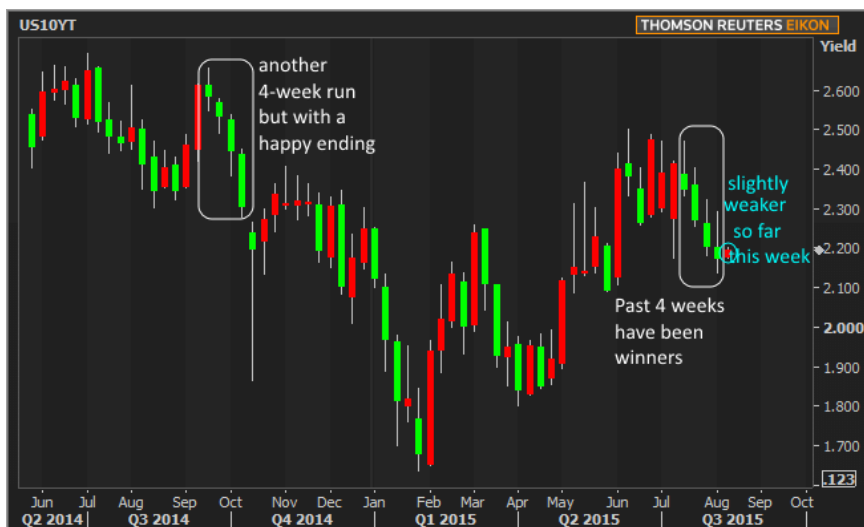 US10YT
THOMSON REUTERS EIKON
Yield
another
4-week run
but with a
happy ending
slightly
weaker
so far
this week
Past 4 weeks
have been
winners
2.600
2.500
2.400
2.300
2.200
2.100
2.000
1.900
1.800
1.700
.123
Jun Jul Aug Sep Oct Nov Dec Jan Feb Mar Apr May Jun Jul Aug Sep Oct
Q2 2014 Q3 2014 Q4 2014 Q1 2015 Q2 2015 Q3 2015